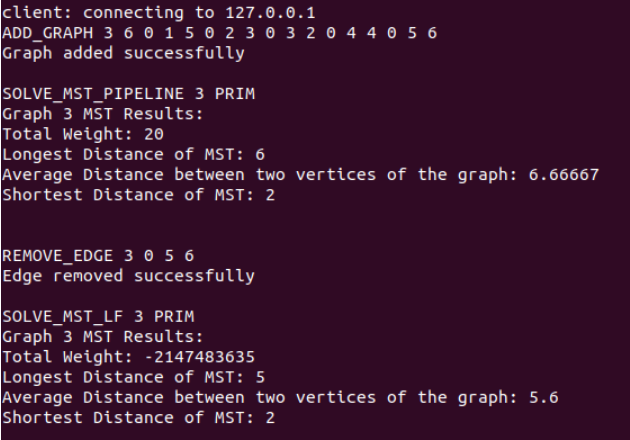 client: connecting to 127.0.0.1
ADD_GRAPH 3 6 0 1 5 0 2 3 0 3 2 0 4 4 0 5 6
Graph added successfully
SOLVE_MST_PIPELINE 3 PRIM
Graph 3 MST Results:
Total Weight: 20
Longest Distance of MST: 6
Average Distance between two vertices of the graph: 6.66667
Shortest Distance of MST: 2
REMOVE_EDGE 3 0 5 6
Edge removed successfully
SOLVE_MST_LF 3 PRIM
Graph 3 MST Results:
Total Weight: -2147483635
Longest Distance of MST: 5
Average Distance between two vertices of the graph: 5.6
Shortest Distance of MST: 2